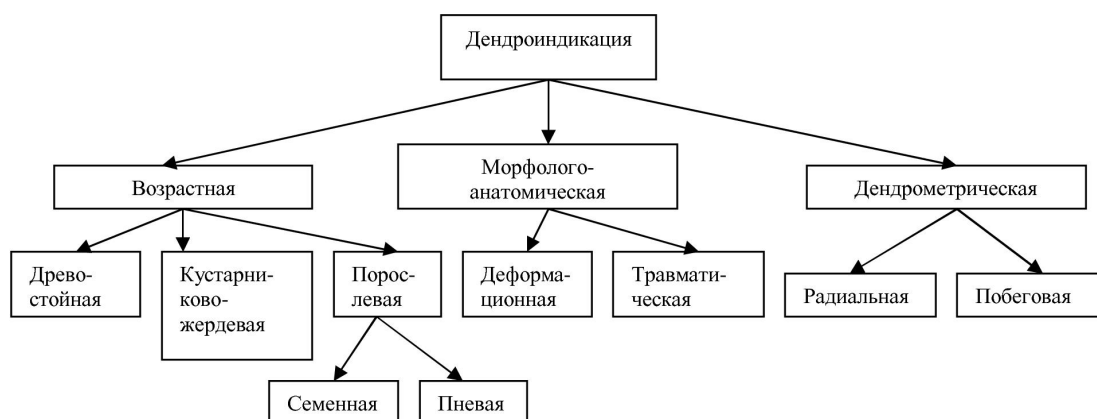 Дендроиндикация
Возрастная
Морфолого-
анатомическая
Дендрометрическая
Древо-
стойная
Кустарни-
ково-
жердевая
Порос-
левая
Деформа-
ционная
Травмати-
ческая
Радиальная
Побеговая
Семенная
Пневая